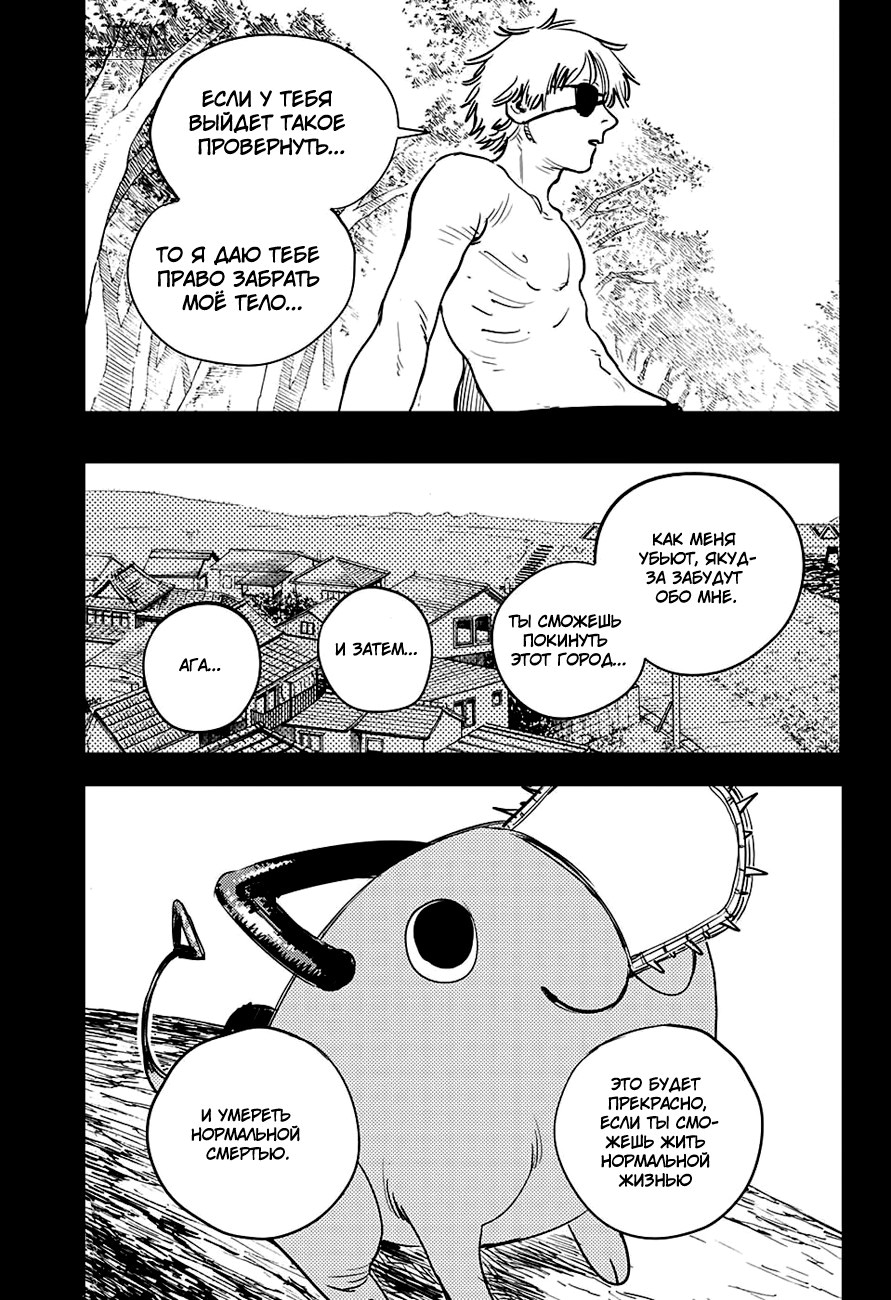 ЕСЛИ У ТЕБЯ
ВЫЙДЕТ ТАКОЕ
ПРОВЕРНУТЬ...
ТО Я ДАЮ ТЕБЕ
ПРАВО ЗАБРАТЬ
МОЁ ТЕЛО...
КАК МЕНЯ
УБЬЮТ, ЯКУД-
ЗА ЗАБУДУТ
ОБО МНЕ.
ТЫ СМОЖЕШЬ
ПОКИНУТЬ
ЭТОТ ГОРОД...
И ЗАТЕМ...
АГА...
ЭТО БУДЕТ
ПРЕКРАСНО,
ЕСЛИ ТЫ СМО-
ЖЕШЬ ЖИТЬ
НОРМАЛЬНОЙ
ЖИЗНЬЮ
И УМЕРЕТЬ
НОРМАЛЬНОЙ
СМЕРТЬЮ.